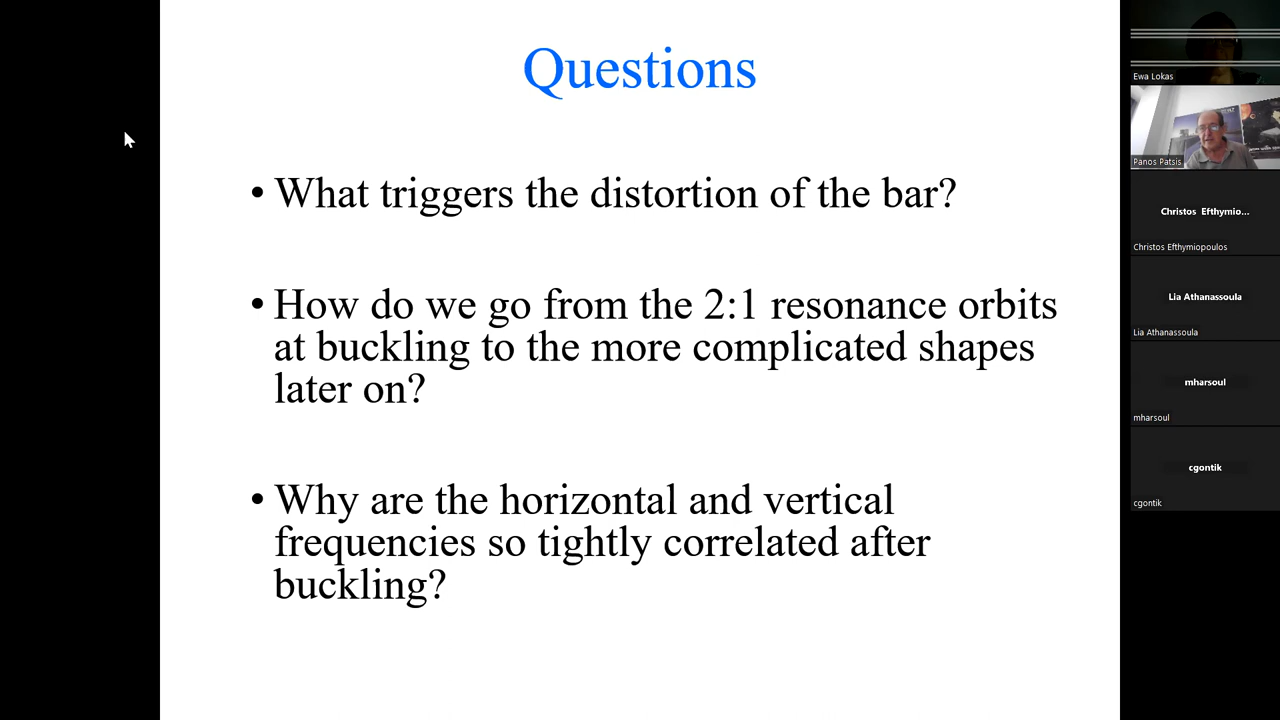 Questions
• What triggers the distortion of the bar?
• How do we go from the 2:1 resonance orbits
at buckling to the more complicated shapes
later on?
• Why are the horizontal and vertical
frequencies so tightly correlated after
buckling?
Ewa Lokas
Panos Patsis
Christos Efthymio...
Christos Efthymiopoulos
Lia Athanassoula
Lia Athanassoula
mharsoul
mharsoul
cgontik
cgontik